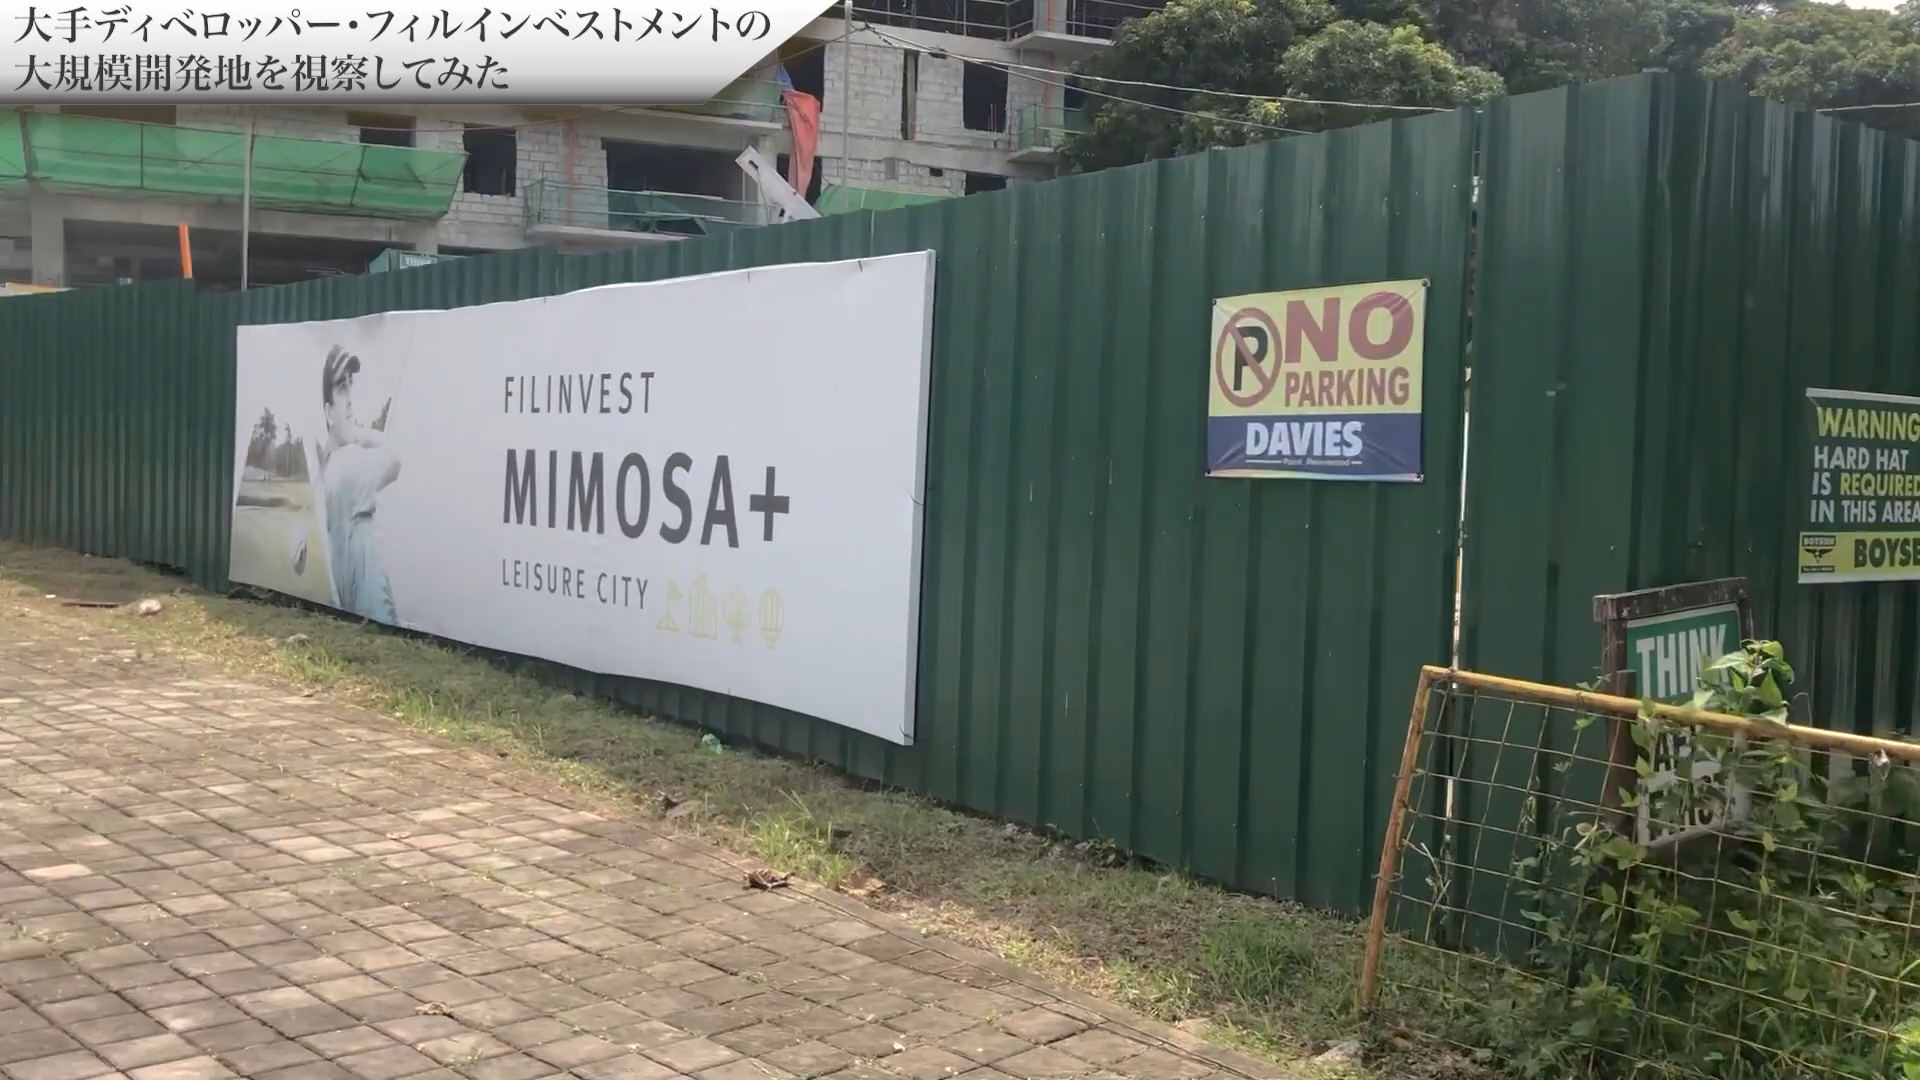 大手ディベロッパー・フィルインベストメントの
大規模開発地を視察してみた
FILINVEST
MIMOSA+
LEISURE CITY
P NO
PARKING
DAVIES
WARNING
HARD HAT
IS REQUIRED
IN THIS AREA
BOYSEN
BOYSE
THINK